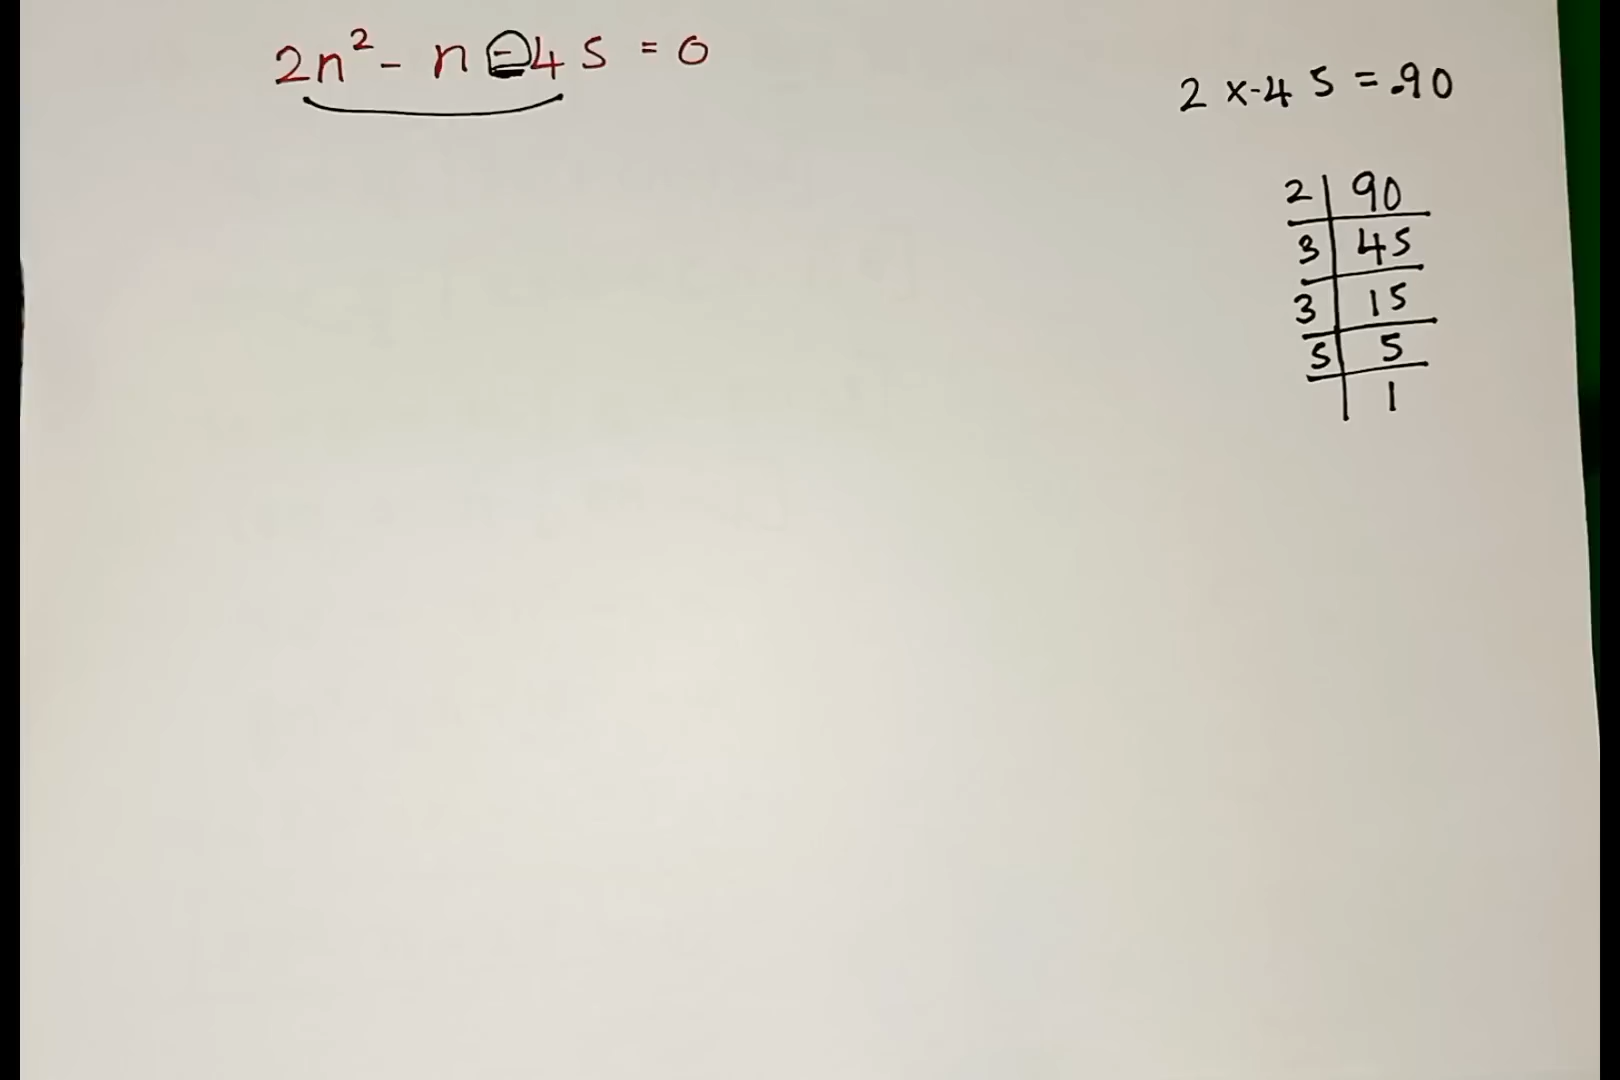 2n² - n - 45 = 0
2 x -45 = -90
2 | 90
3 | 45
3 | 15
5 | 5
| 1